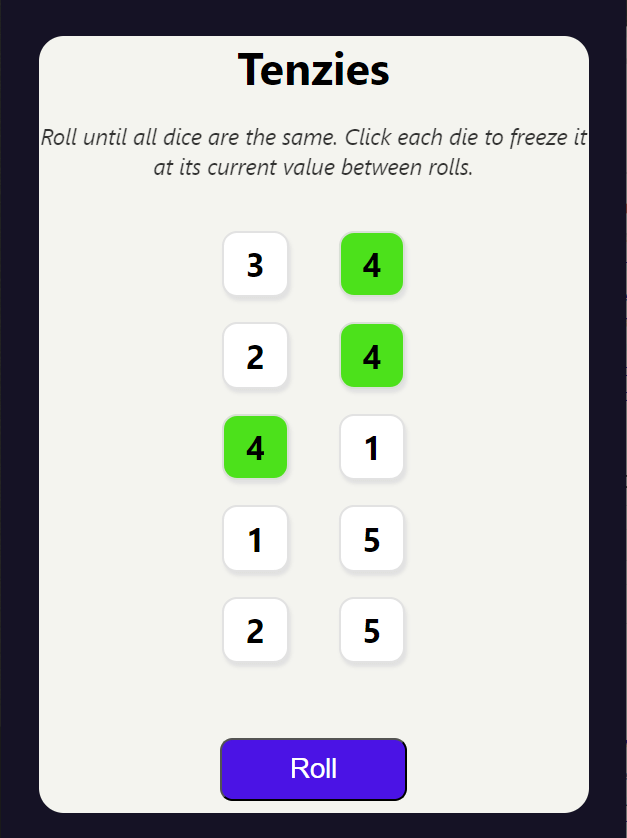 Tenzies
Roll until all dice are the same. Click each die to freeze it
at its current value between rolls.
3 4
2 4
4 1
1 5
2 5
Roll